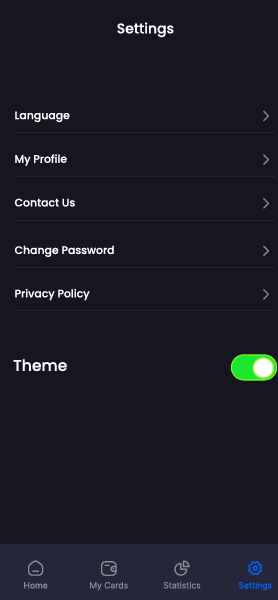 Settings
Language
My Profile
Contact Us
Change Password
Privacy Policy
Theme
Home
My Cards
Statistics
Settings